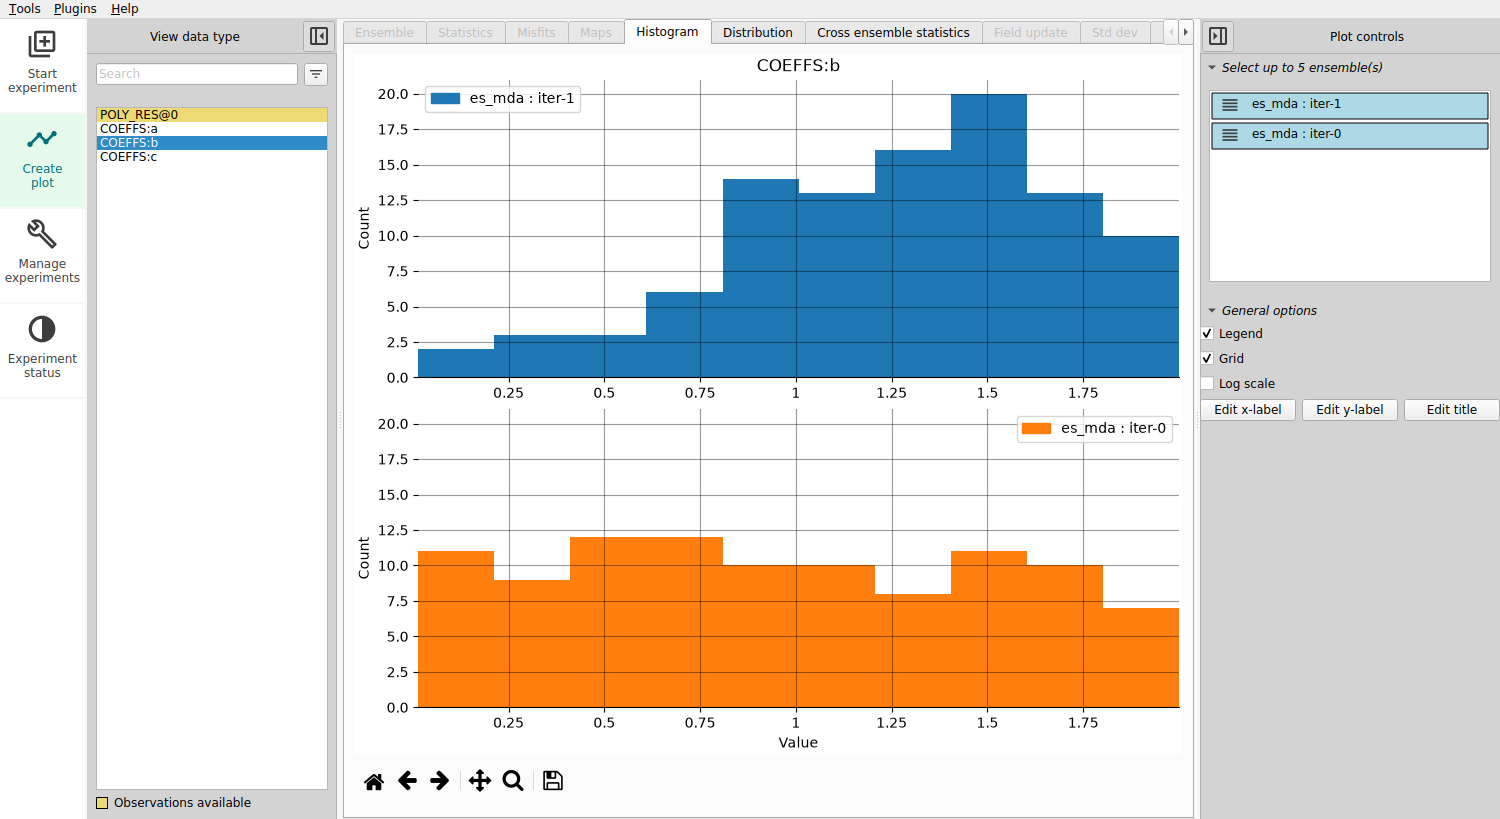 Tools Plugins Help
Start
experiment
Create
plot
Manage
experiments
Experiment
status
View data type
Search
POLY_RES@0
COEFFS:a
COEFFS:b
COEFFS:c
Observations available
Ensemble Statistics Misfits Maps Histogram Distribution Cross ensemble statistics Field update Std dev
COEFFS:b
es_mda : iter-1
20.0
17.5
15.0
12.5
10.0
7.5
5.0
2.5
0.0
Count
0.25 0.5 0.75 1 1.25 1.5 1.75
es_mda : iter-0
20.0
17.5
15.0
12.5
10.0
7.5
5.0
2.5
0.0
Count
0.25 0.5 0.75 1 1.25 1.5 1.75
Value
Plot controls
Select up to 5 ensemble(s)
es_mda : iter-1
es_mda : iter-0
General options
Legend
Grid
Log scale
Edit x-label Edit y-label Edit title